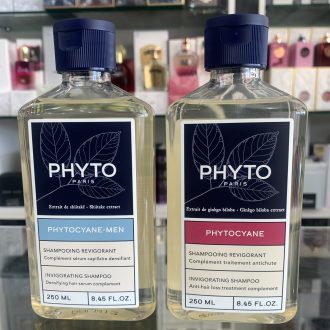 PHYTO
PARIS
Extrait de shiitaké - Shiitake extract
PHYTOCYANE-MEN
SHAMPOOING REVIGORANT
Complément sérum capillaire densifiant
INVIGORATING SHAMPOO
Densifying hair serum complement
250 ML
8.45 FL.OZ.
PHYTO
PARIS
Extrait de ginkgo biloba - Ginkgo biloba extract
PHYTOCYANE
SHAMPOOING REVIGORANT
Complément traitement antichute
INVIGORATING SHAMPOO
Anti-hair loss treatment complement
250 ML
8.45 FL.OZ.